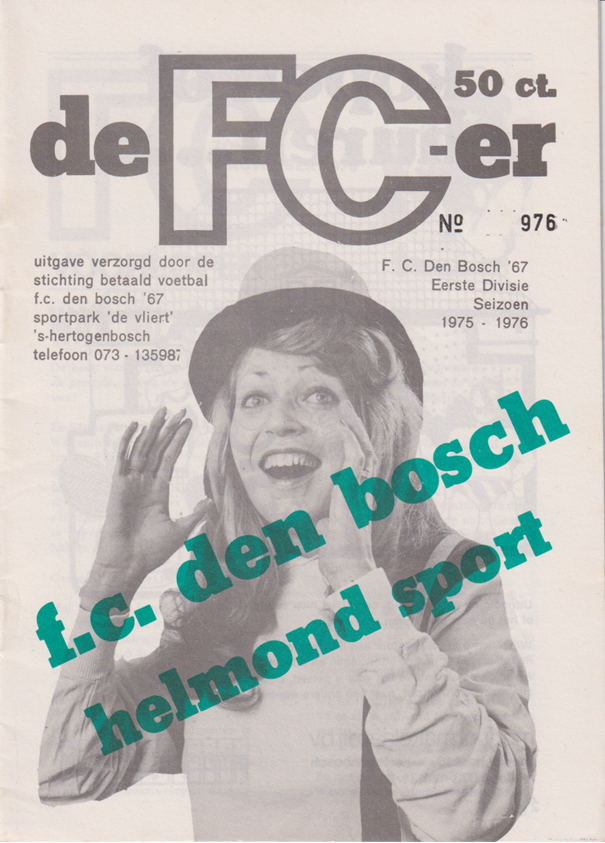 50 ct.
de FC-er
Nº 976
uitgave verzorgd door de
stichting betaald voetbal
f.c. den bosch '67
sportpark 'de vliert'
's-hertogenbosch
telefoon 073 - 135987
F. C. Den Bosch '67
Eerste Divisie
Seizoen
1975 - 1976
f.c. den bosch
helmond sport